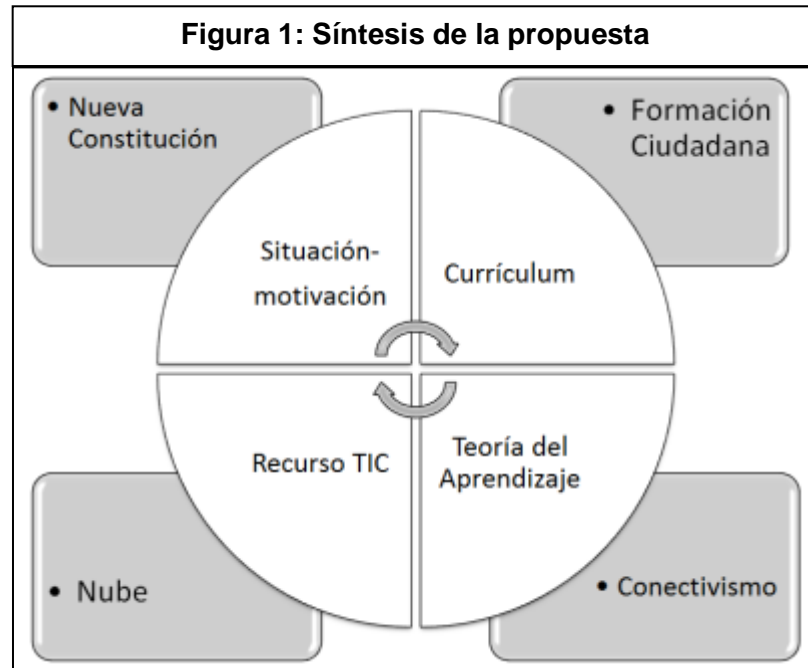 Figura 1: Síntesis de la propuesta
• Nueva
Constitución
• Formación
Ciudadana
Situación-
motivación
Currículum
Recurso TIC
Teoría del
Aprendizaje
• Nube
• Conectivismo